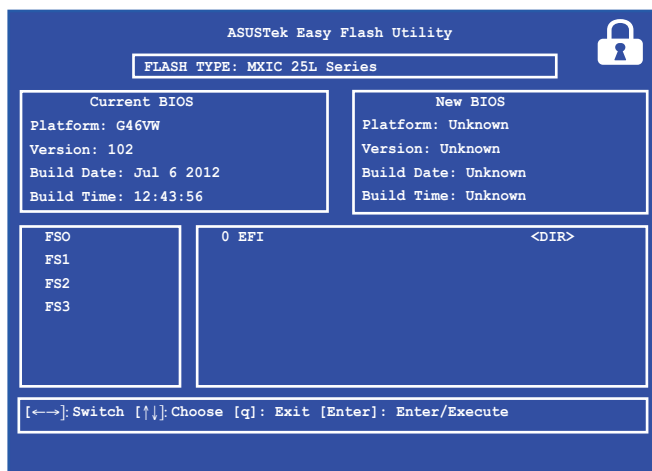 ASUSTek Easy Flash Utility
FLASH TYPE: MXIC 25L Series
Current BIOS
Platform: G46VW
Version: 102
Build Date: Jul 6 2012
Build Time: 12:43:56
New BIOS
Platform: Unknown
Version: Unknown
Build Date: Unknown
Build Time: Unknown
FSO
FS1
FS2
FS3
0 EFI <DIR>
[←→]: Switch [↑↓]: Choose [q]: Exit [Enter]: Enter/Execute